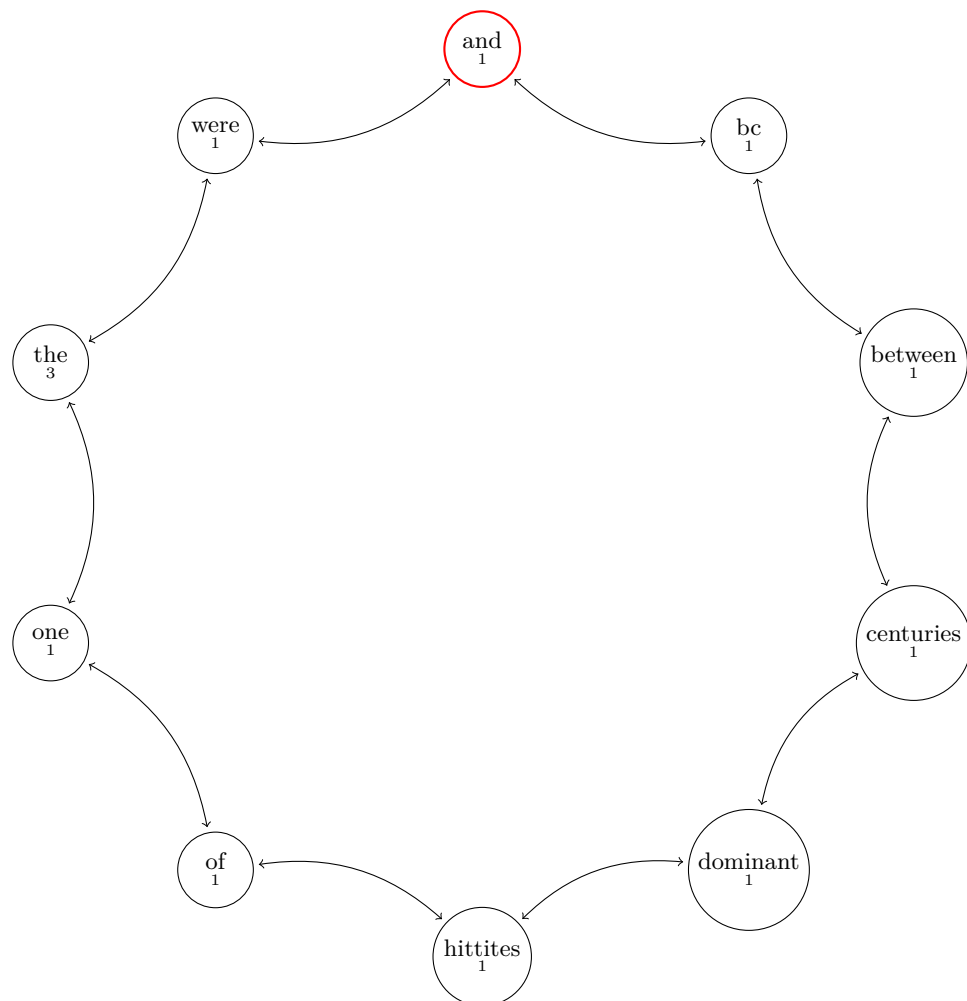 and
1
bc
1
between
1
centuries
1
dominant
1
hittites
1
of
1
one
1
the
3
were
1